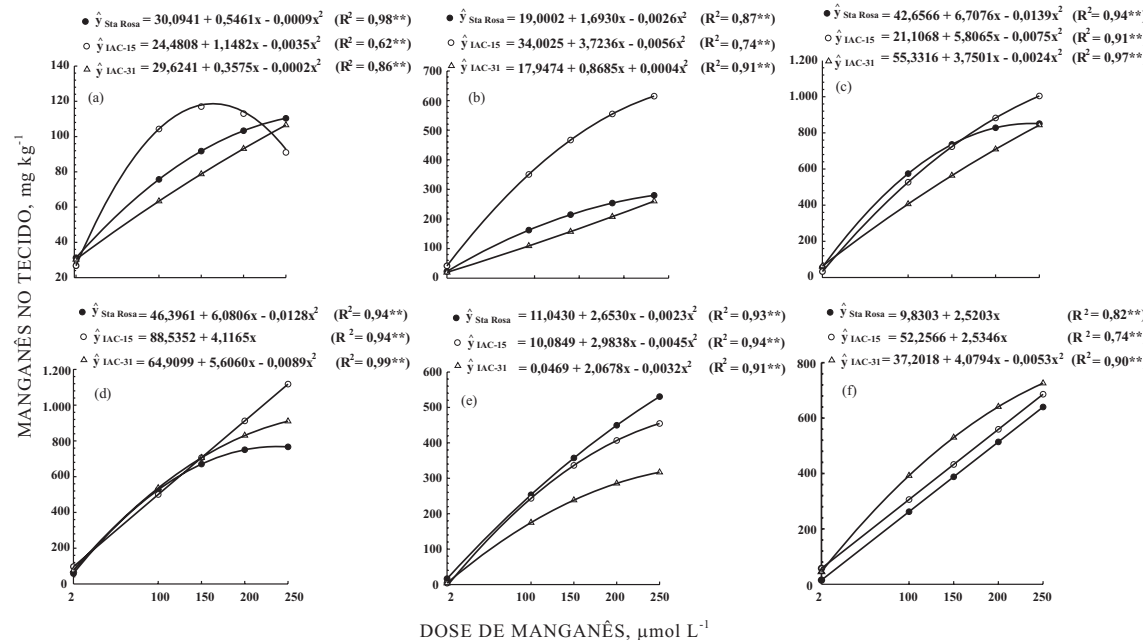 ŷ Sta Rosa = 30,0941 + 0,5461x - 0,0009x² (R² = 0,98**)
ŷ IAC-15 = 24,4808 + 1,1482x - 0,0035x² (R² = 0,62**)
ŷ IAC-31 = 29,6241 + 0,3575x - 0,0002x² (R² = 0,86**)
ŷ Sta Rosa = 19,0002 + 1,6930x - 0,0026x² (R² = 0,87**)
ŷ IAC-15 = 34,0025 + 3,7236x - 0,0056x² (R² = 0,74**)
ŷ IAC-31 = 17,9474 + 0,8685x + 0,0004x² (R² = 0,91**)
ŷ Sta Rosa = 42,6566 + 6,7076x - 0,0139x² (R² = 0,94**)
ŷ IAC-15 = 21,1068 + 5,8065x - 0,0075x² (R² = 0,91**)
ŷ IAC-31 = 55,3316 + 3,7501x - 0,0024x² (R² = 0,97**)
MANGANÊS NO TECIDO, mg kg⁻¹
140
120
100
80
60
40
20
(a)
700
600
500
400
300
200
100
0
(b)
2
100
150
200
250
1.000
800
600
400
200
0
(c)
ŷ Sta Rosa = 46,3961 + 6,0806x - 0,0128x² (R² = 0,94**)
ŷ IAC-15 = 88,5352 + 4,1165x (R² = 0,94**)
ŷ IAC-31 = 64,9099 + 5,6060x - 0,0089x² (R² = 0,99**)
ŷ Sta Rosa = 11,0430 + 2,6530x - 0,0023x² (R² = 0,93**)
ŷ IAC-15 = 10,0849 + 2,9838x - 0,0045x² (R² = 0,94**)
ŷ IAC-31 = 0,0469 + 2,0678x - 0,0032x² (R² = 0,91**)
ŷ Sta Rosa = 9,8303 + 2,5203x (R² = 0,82**)
ŷ IAC-15 = 52,2566 + 2,5346x (R² = 0,74**)
ŷ IAC-31 = 37,2018 + 4,0794x - 0,0053x² (R² = 0,90**)
1.200
1.000
800
600
400
200
0
(d)
2
100
150
200
250
600
500
400
300
200
100
0
(e)
2
100
150
200
250
800
600
400
200
0
(f)
2
100
150
200
250
DOSE DE MANGANÊS, µmol L⁻¹